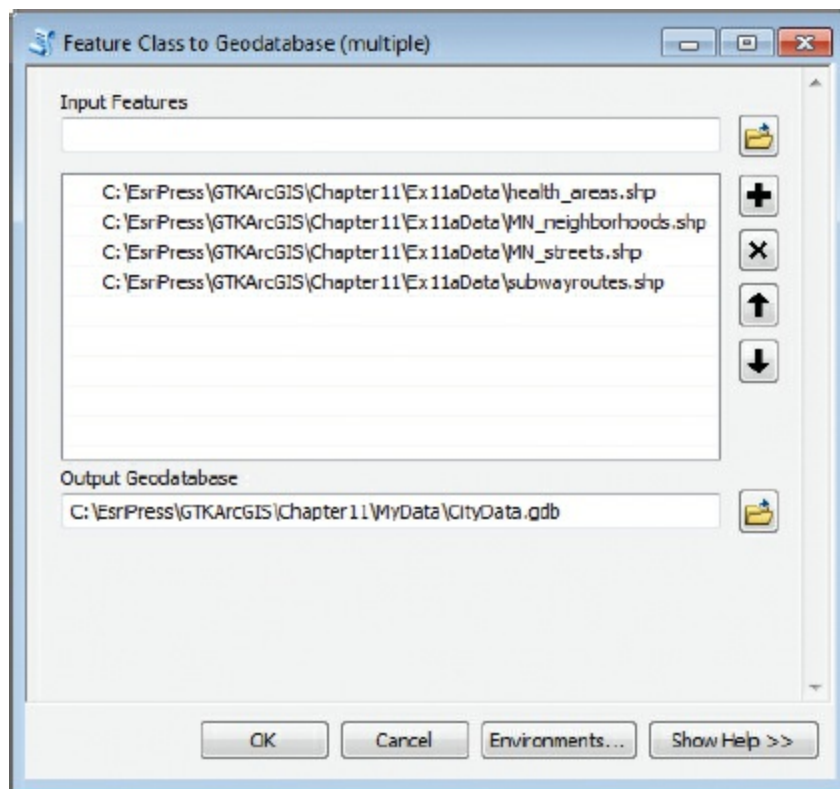 Feature Class to Geodatabase (multiple)
Input Features
C:\EsriPress\GTKArcGIS\Chapter11\Ex11aData\health_areas.shp
C:\EsriPress\GTKArcGIS\Chapter11\Ex11aData\MN_neighborhoods.shp
C:\EsriPress\GTKArcGIS\Chapter11\Ex11aData\MN_streets.shp
C:\EsriPress\GTKArcGIS\Chapter11\Ex11aData\subwayroutes.shp
Output Geodatabase
C:\EsriPress\GTKArcGIS\Chapter11\MyData\CityData.gdb
OK Cancel Environments... Show Help >>